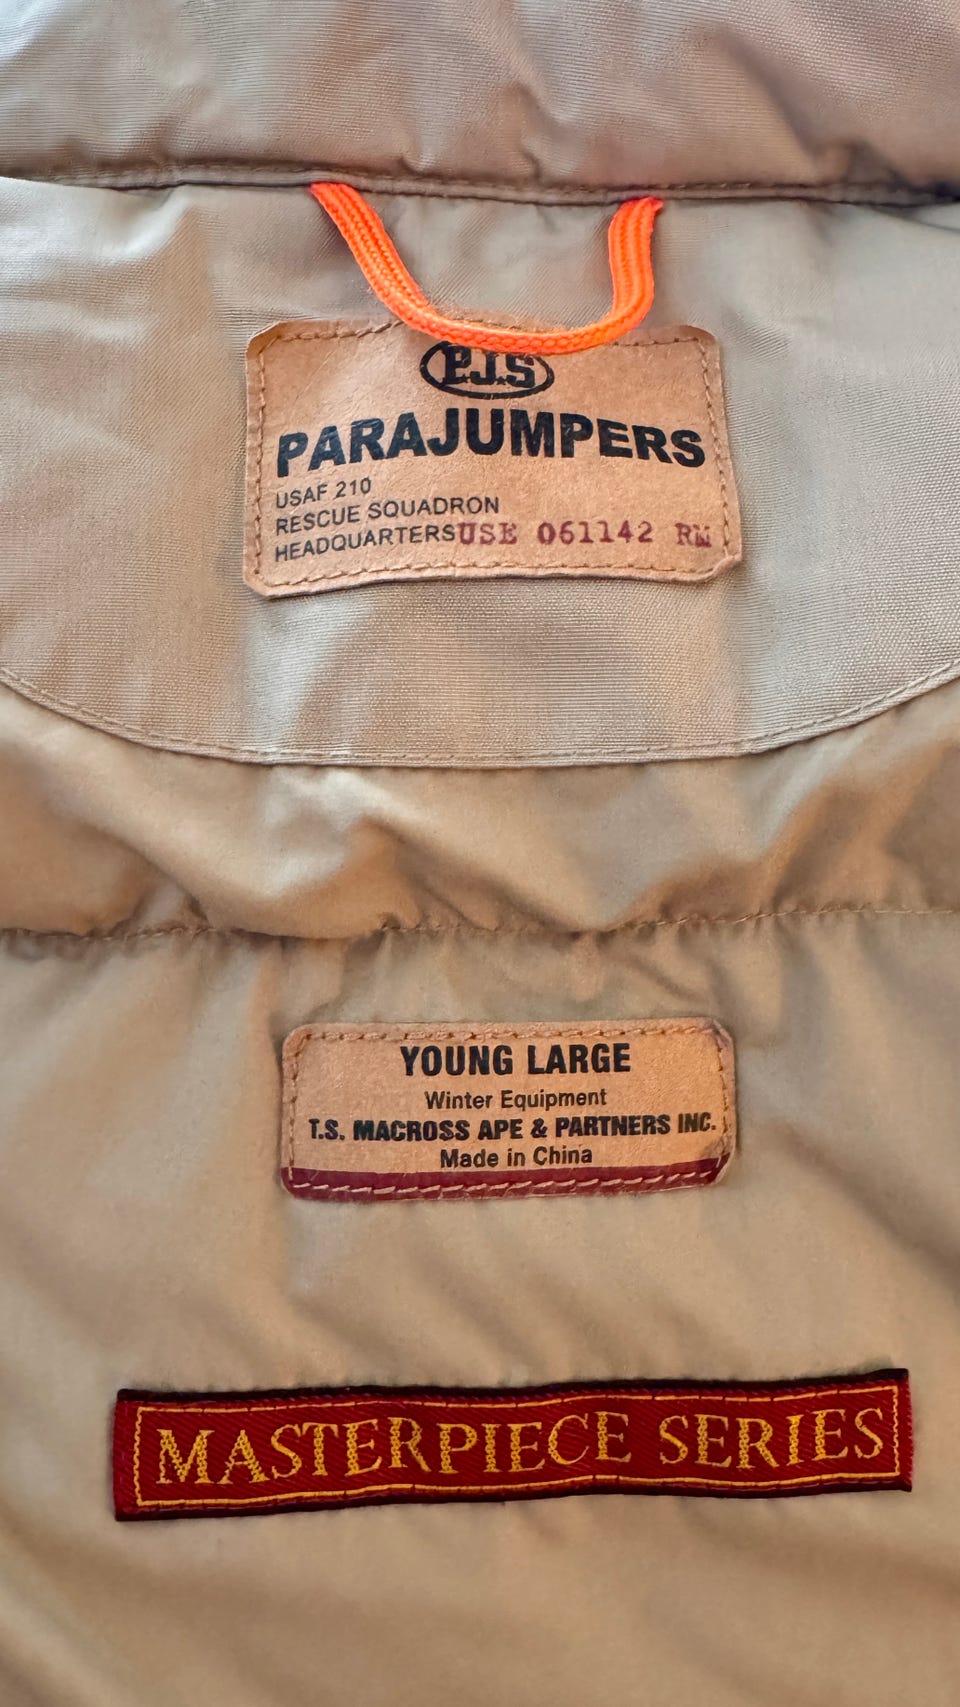 P.J.S
PARAJUMPERS
USAF 210
RESCUE SQUADRON
HEADQUARTERS USE 061142 RW
YOUNG LARGE
Winter Equipment
T.S. MACROSS APE & PARTNERS INC.
Made in China
MASTERPIECE SERIES